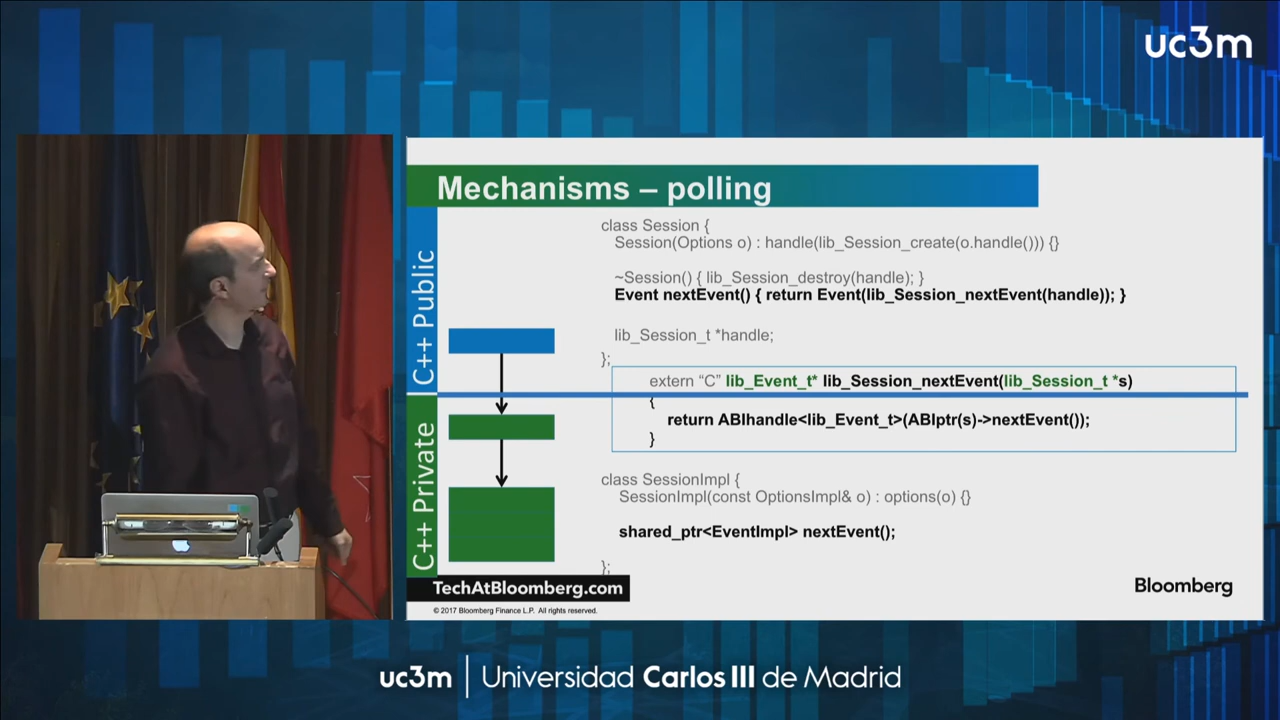 uc3m
Mechanisms – polling
C++ Public
class Session {
Session(Options o) : handle(lib_Session_create(o.handle())) {}
~Session() { lib_Session_destroy(handle); }
Event nextEvent() { return Event(lib_Session_nextEvent(handle)); }
lib_Session_t *handle;
};
extern “C” lib_Event_t* lib_Session_nextEvent(lib_Session_t *s)
{
return ABIhandle<lib_Event_t>(ABIptr(s)->nextEvent());
}
C++ Private
class SessionImpl {
SessionImpl(const OptionsImpl& o) : options(o) {}
shared_ptr<EventImpl> nextEvent();
};
TechAtBloomberg.com
Bloomberg
© 2017 Bloomberg Finance L.P. All rights reserved.
uc3m | Universidad Carlos III de Madrid